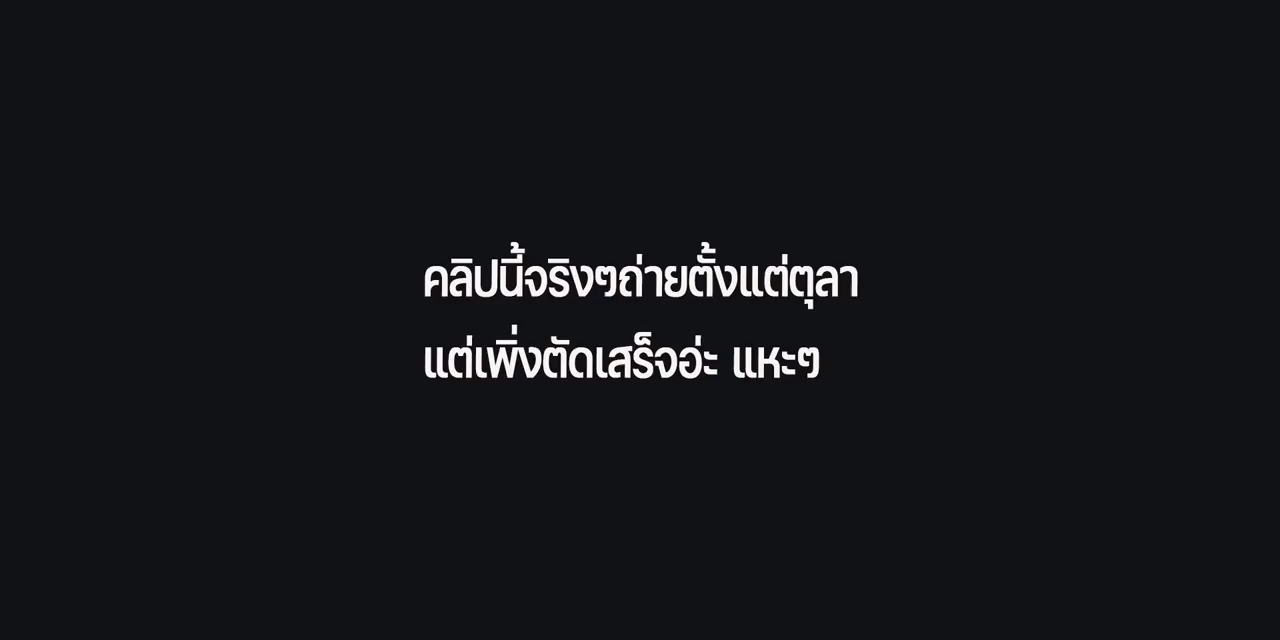 คลิปนี้จริงๆถ่ายตั้งแต่ตุลา
แต่เพิ่งตัดเสร็จอ่ะ แหะๆ